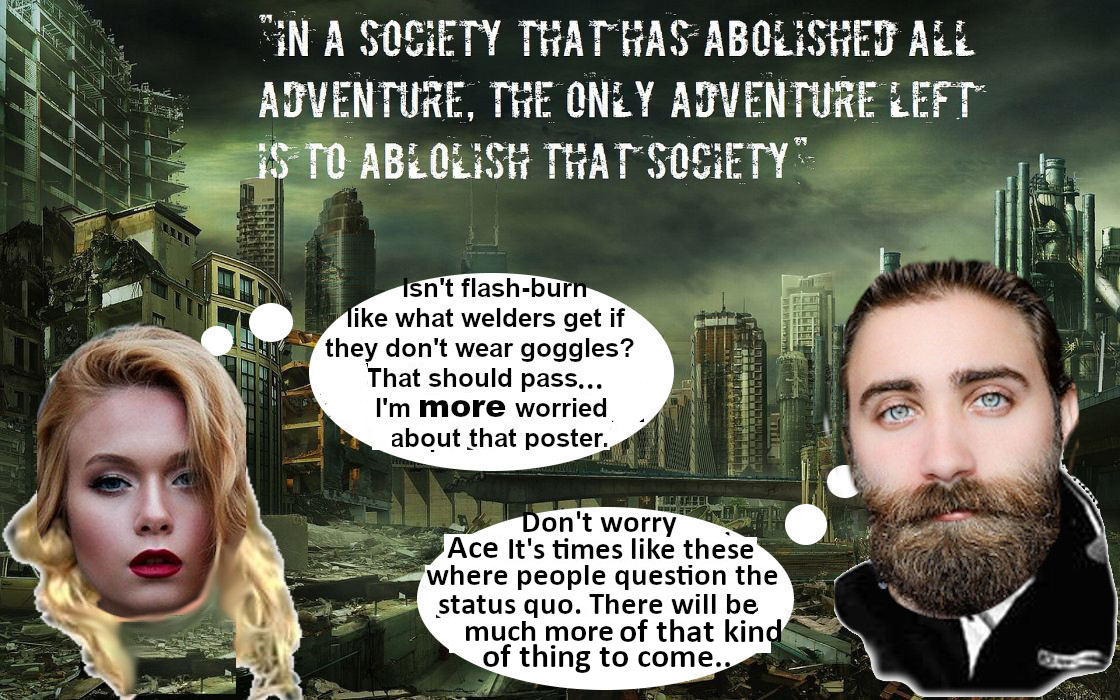 "IN A SOCIETY THAT HAS ABOLISHED ALL
ADVENTURE, THE ONLY ADVENTURE LEFT
IS TO ABLOLISH THAT SOCIETY"
Isn't flash-burn
like what welders get if
they don't wear goggles?
That should pass...
I'm more worried
about that poster.
Don't worry
Ace It's times like these
where people question the
status quo. There will be
much more of that kind
of thing to come..